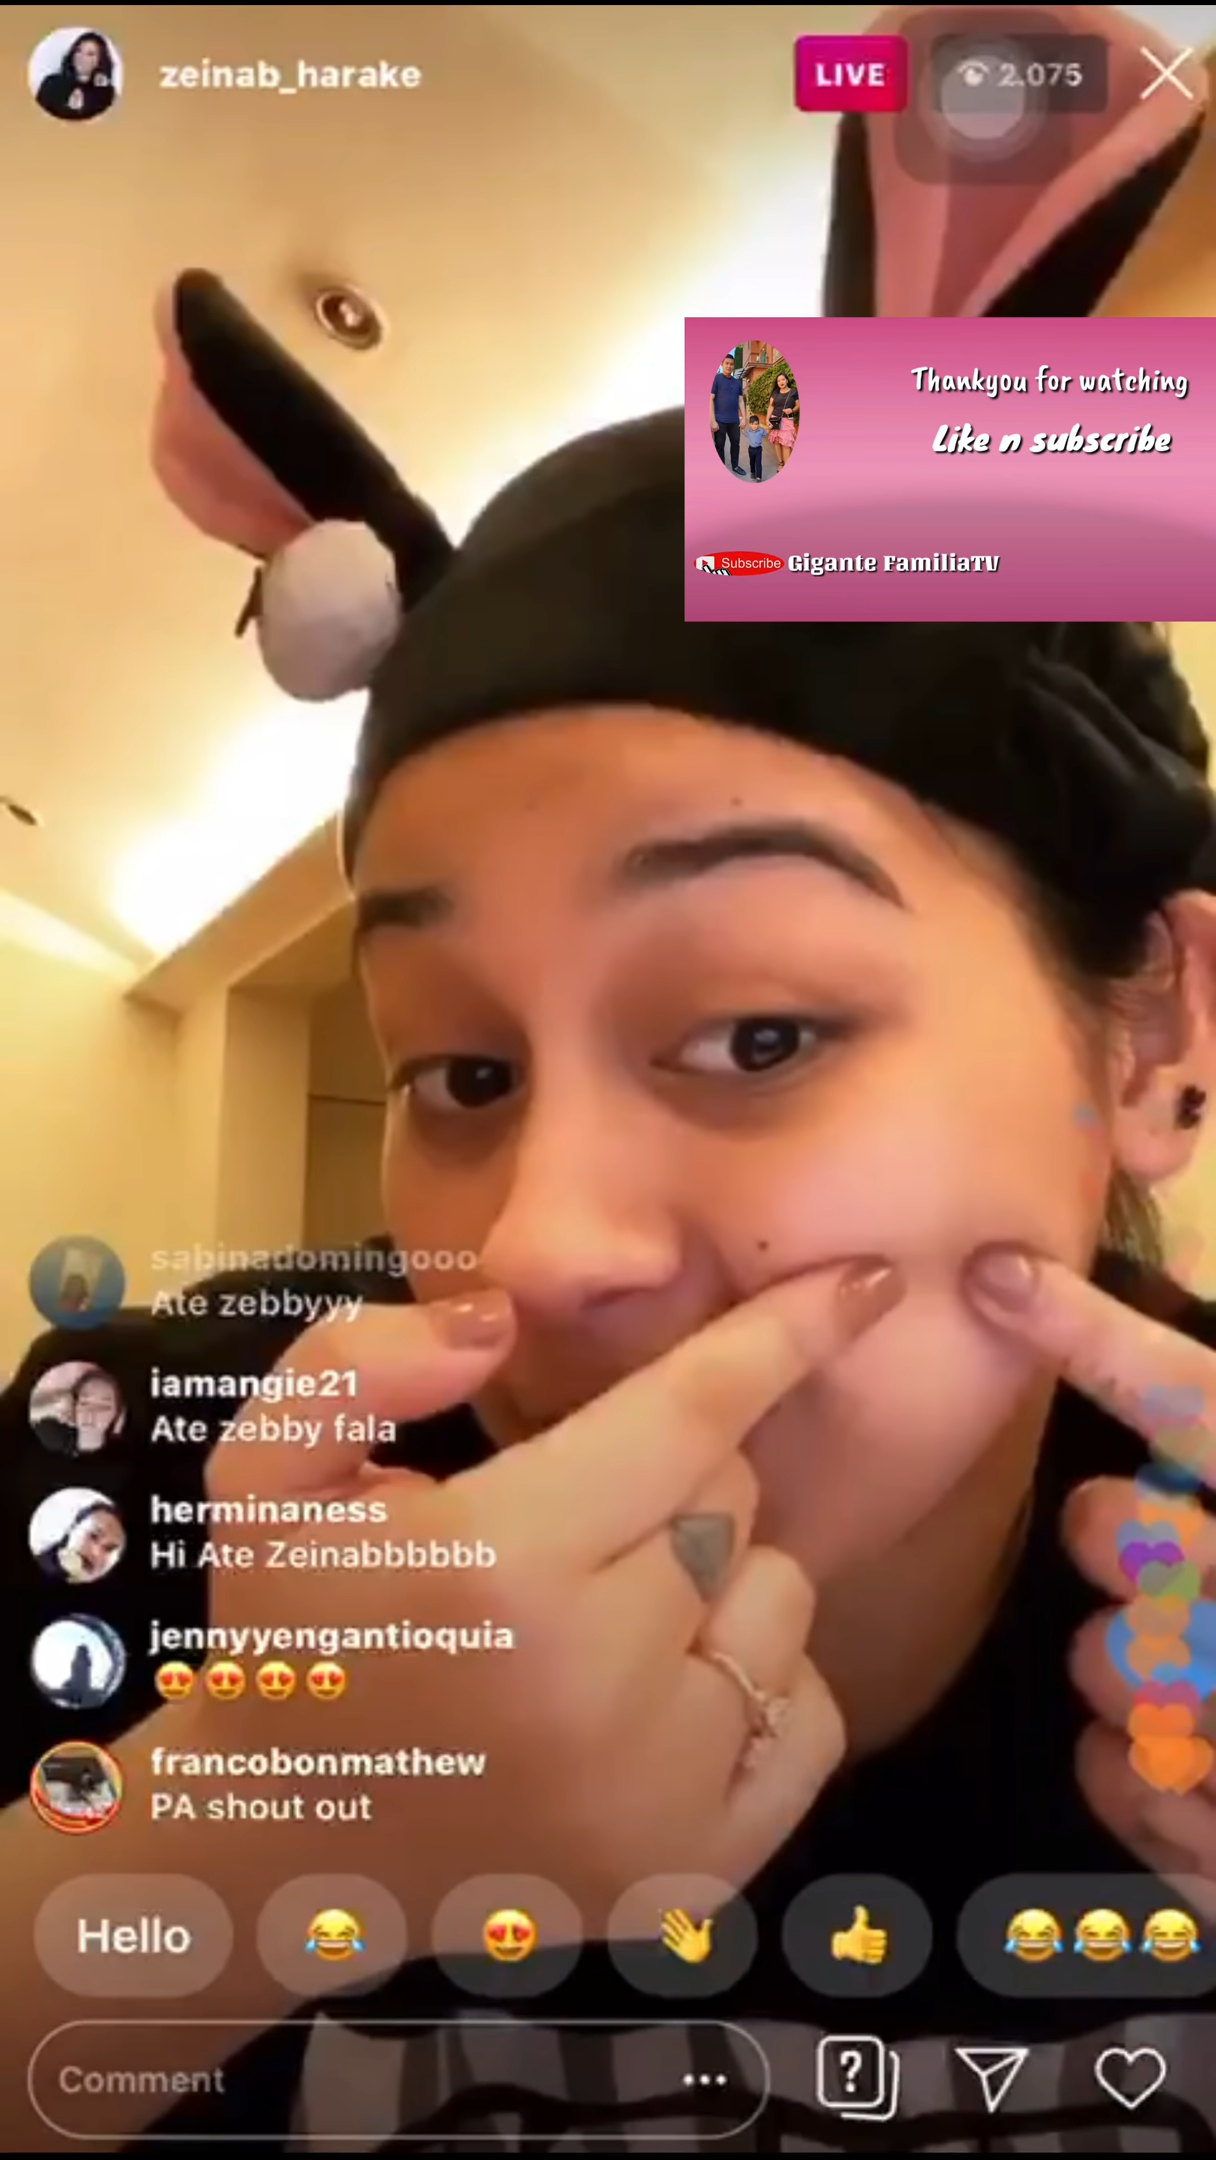 zeinab_harake
LIVE
2.075
Thankyou for watching
Like n subscribe
Subscribe
Gigante FamiliaTV
sabinadomingooo
Ate zebbyyy
iamangie21
Ate zebby fala
herminaness
Hi Ate Zeinabbbbbb
jennyyengantioquia
😍😍😍😍
francobonmathew
PA shout out
Hello 😂 😍 👋 👍 😂😂😂
Comment